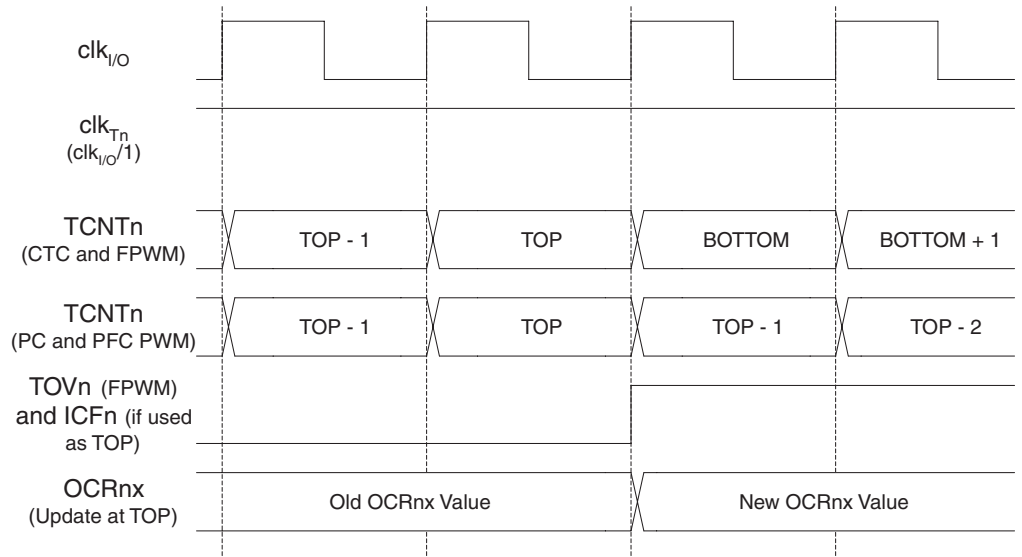 clkI/O
clkTn
(clkI/O/1)
TCNTn
(CTC and FPWM)
TOP - 1
TOP
BOTTOM
BOTTOM + 1
TCNTn
(PC and PFC PWM)
TOP - 1
TOP
TOP - 1
TOP - 2
TOVn (FPWM)
and ICFn (if used
as TOP)
OCRnx
(Update at TOP)
Old OCRnx Value
New OCRnx Value